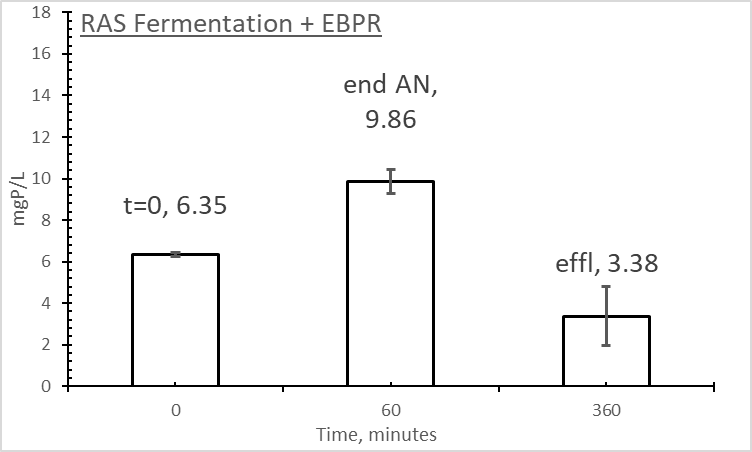 RAS Fermentation + EBPR
18
16
14
12
10
8
6
4
2
0
mgP/L
t=0, 6.35
end AN,
9.86
effl, 3.38
0
60
360
Time, minutes